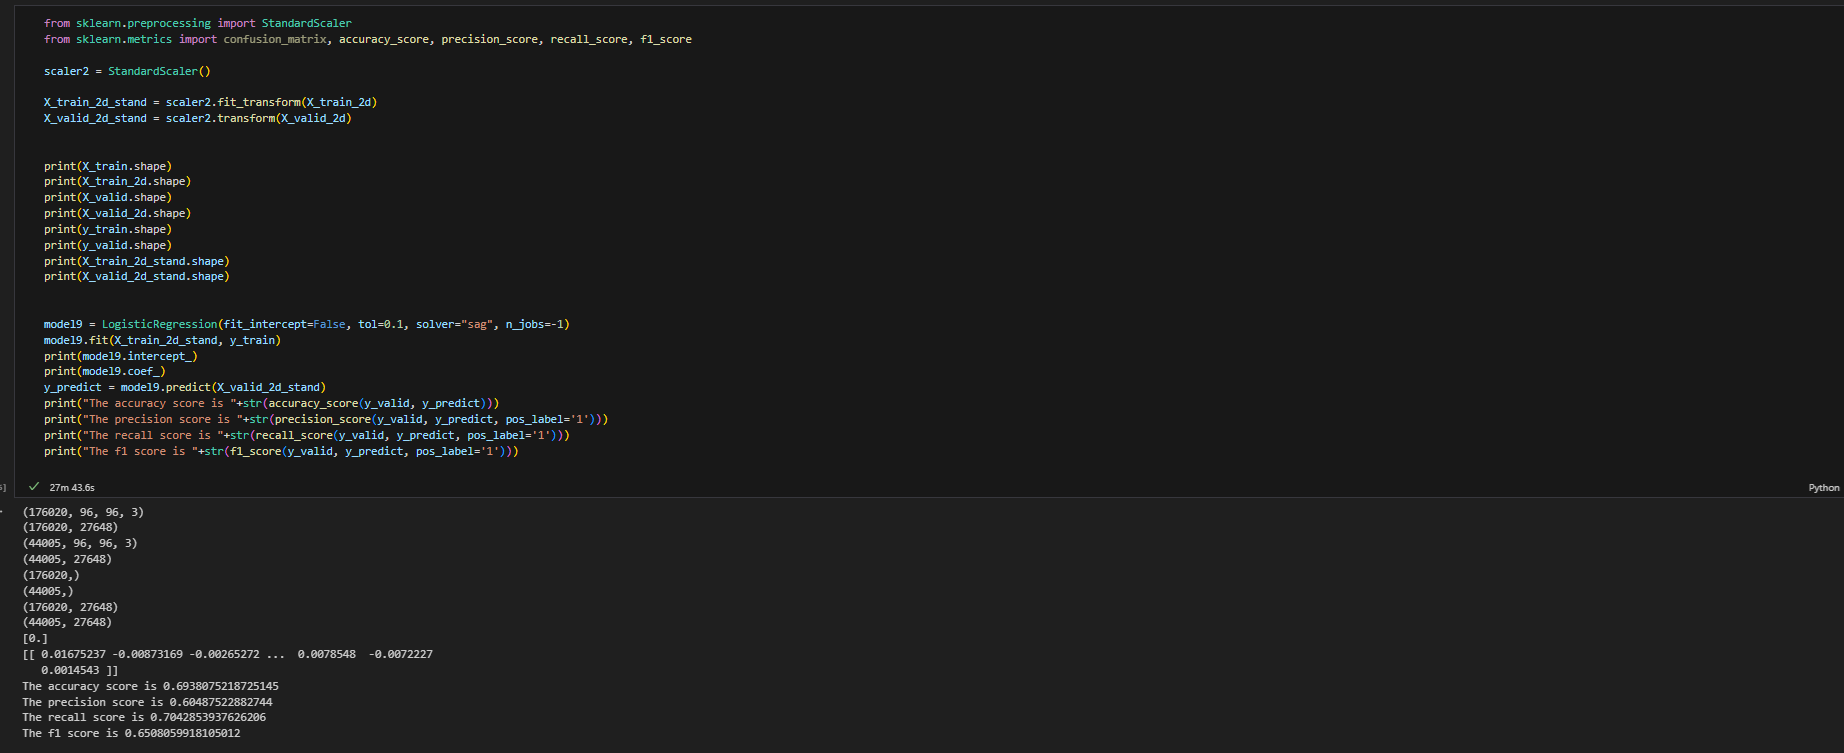 from sklearn.preprocessing import StandardScaler
from sklearn.metrics import confusion_matrix, accuracy_score, precision_score, recall_score, f1_score
scaler2 = StandardScaler()
X_train_2d_stand = scaler2.fit_transform(X_train_2d)
X_valid_2d_stand = scaler2.transform(X_valid_2d)
print(X_train.shape)
print(X_train_2d.shape)
print(X_valid.shape)
print(X_valid_2d.shape)
print(y_train.shape)
print(y_valid.shape)
print(X_train_2d_stand.shape)
print(X_valid_2d_stand.shape)
model9 = LogisticRegression(fit_intercept=False, tol=0.1, solver="sag", n_jobs=-1)
model9.fit(X_train_2d_stand, y_train)
print(model9.intercept_)
print(model9.coef_)
y_predict = model9.predict(X_valid_2d_stand)
print("The accuracy score is "+str(accuracy_score(y_valid, y_predict)))
print("The precision score is "+str(precision_score(y_valid, y_predict, pos_label='1')))
print("The recall score is "+str(recall_score(y_valid, y_predict, pos_label='1')))
print("The f1 score is "+str(f1_score(y_valid, y_predict, pos_label='1')))
27m 43.6s
Python
(176020, 96, 96, 3)
(176020, 27648)
(44005, 96, 96, 3)
(44005, 27648)
(176020,)
(44005,)
(176020, 27648)
(44005, 27648)
[0.]
[[ 0.01675237 -0.00873169 -0.00265272 ... 0.0078548 -0.0072227
0.0014543 ]]
The accuracy score is 0.6938075218725145
The precision score is 0.60487522882744
The recall score is 0.7042853937626206
The f1 score is 0.6508059918105012